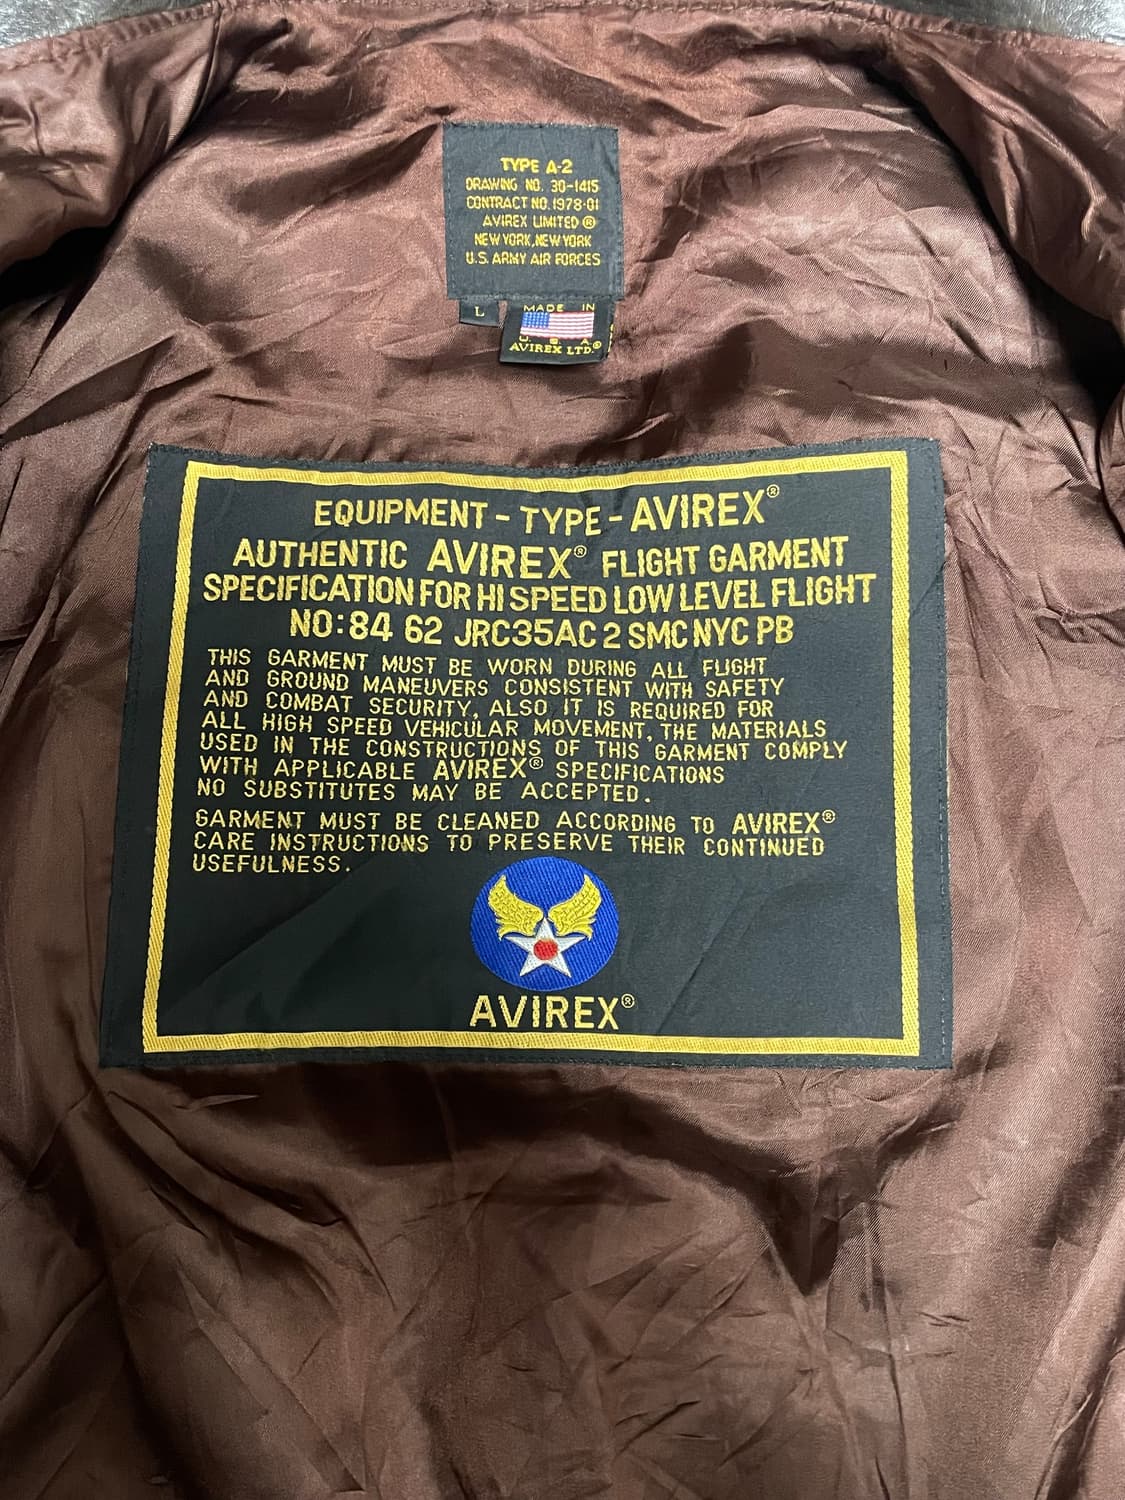 TYPE A-2
DRAWING NO. 30-1415
CONTRACT NO. 1978-01
AVIREX LIMITED®
NEW YORK, NEW YORK
U.S. ARMY AIR FORCES
L
MADE IN
U. S. A.
AVIREX LTD.®
EQUIPMENT - TYPE - AVIREX®
AUTHENTIC AVIREX® FLIGHT GARMENT
SPECIFICATION FOR HI SPEED LOW LEVEL FLIGHT
NO: 84 62 JRC35AC 2 SMC NYC PB
THIS GARMENT MUST BE WORN DURING ALL FLIGHT
AND GROUND MANEUVERS CONSISTENT WITH SAFETY
AND COMBAT SECURITY, ALSO IT IS REQUIRED FOR
ALL HIGH SPEED VEHICULAR MOVEMENT, THE MATERIALS
USED IN THE CONSTRUCTIONS OF THIS GARMENT COMPLY
WITH APPLICABLE AVIREX® SPECIFICATIONS
NO SUBSTITUTES MAY BE ACCEPTED.
GARMENT MUST BE CLEANED ACCORDING TO AVIREX®
CARE INSTRUCTIONS TO PRESERVE THEIR CONTINUED
USEFULNESS.
AVIREX®